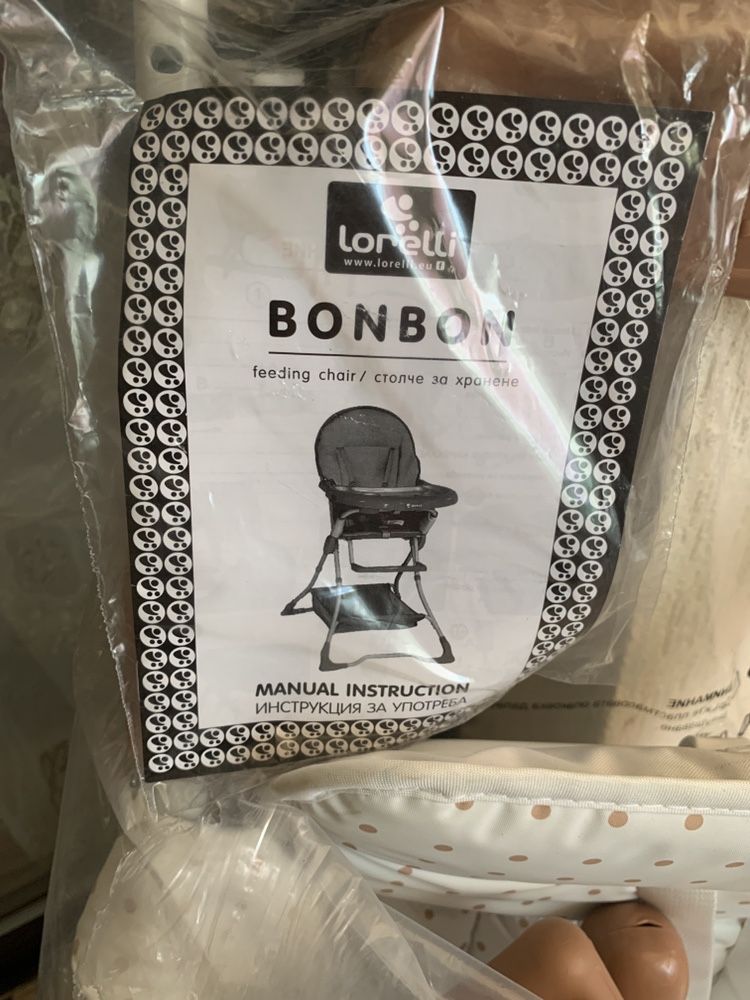 lorelli
www.lorelli.eu
BONBON
feeding chair/ столче за хранене
MANUAL INSTRUCTION
ИНСТРУКЦИЯ ЗА УПОТРЕБА